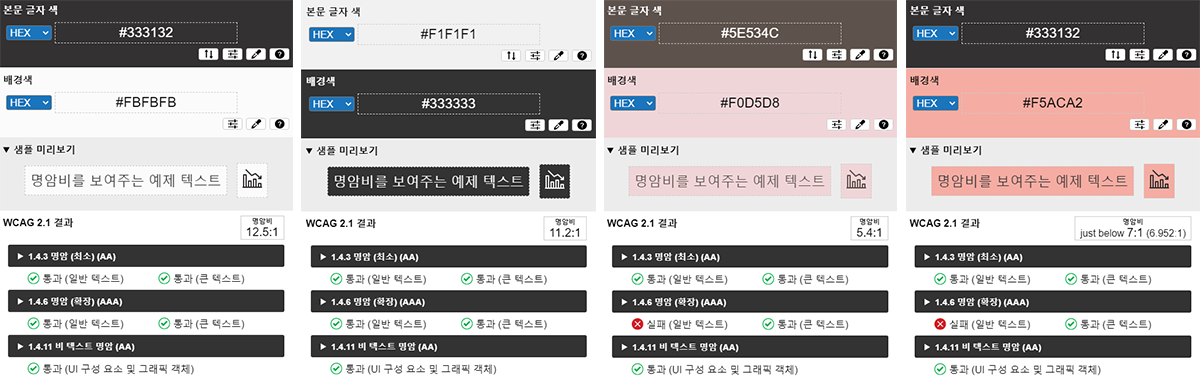 본문 글자 색
HEX
#333132
배경색
HEX
#FBFBFB
▼ 샘플 미리보기
명암비를 보여주는 예제 텍스트
WCAG 2.1 결과
명암비
12.5:1
▶ 1.4.3 명암 (최소) (AA)
통과 (일반 텍스트) 통과 (큰 텍스트)
▶ 1.4.6 명암 (확장) (AAA)
통과 (일반 텍스트) 통과 (큰 텍스트)
▶ 1.4.11 비 텍스트 명암 (AA)
통과 (UI 구성 요소 및 그래픽 객체)
본문 글자 색
HEX
#F1F1F1
배경색
HEX
#333333
▼ 샘플 미리보기
명암비를 보여주는 예제 텍스트
WCAG 2.1 결과
명암비
11.2:1
▶ 1.4.3 명암 (최소) (AA)
통과 (일반 텍스트) 통과 (큰 텍스트)
▶ 1.4.6 명암 (확장) (AAA)
통과 (일반 텍스트) 통과 (큰 텍스트)
▶ 1.4.11 비 텍스트 명암 (AA)
통과 (UI 구성 요소 및 그래픽 객체)
본문 글자 색
HEX
#5E534C
배경색
HEX
#F0D5D8
▼ 샘플 미리보기
명암비를 보여주는 예제 텍스트
WCAG 2.1 결과
명암비
5.4:1
▶ 1.4.3 명암 (최소) (AA)
통과 (일반 텍스트) 통과 (큰 텍스트)
▶ 1.4.6 명암 (확장) (AAA)
실패 (일반 텍스트) 통과 (큰 텍스트)
▶ 1.4.11 비 텍스트 명암 (AA)
통과 (UI 구성 요소 및 그래픽 객체)
본문 글자 색
HEX
#333132
배경색
HEX
#F5ACA2
▼ 샘플 미리보기
명암비를 보여주는 예제 텍스트
WCAG 2.1 결과
명암비
just below 7:1 (6.952:1)
▶ 1.4.3 명암 (최소) (AA)
통과 (일반 텍스트) 통과 (큰 텍스트)
▶ 1.4.6 명암 (확장) (AAA)
실패 (일반 텍스트) 통과 (큰 텍스트)
▶ 1.4.11 비 텍스트 명암 (AA)
통과 (UI 구성 요소 및 그래픽 객체)